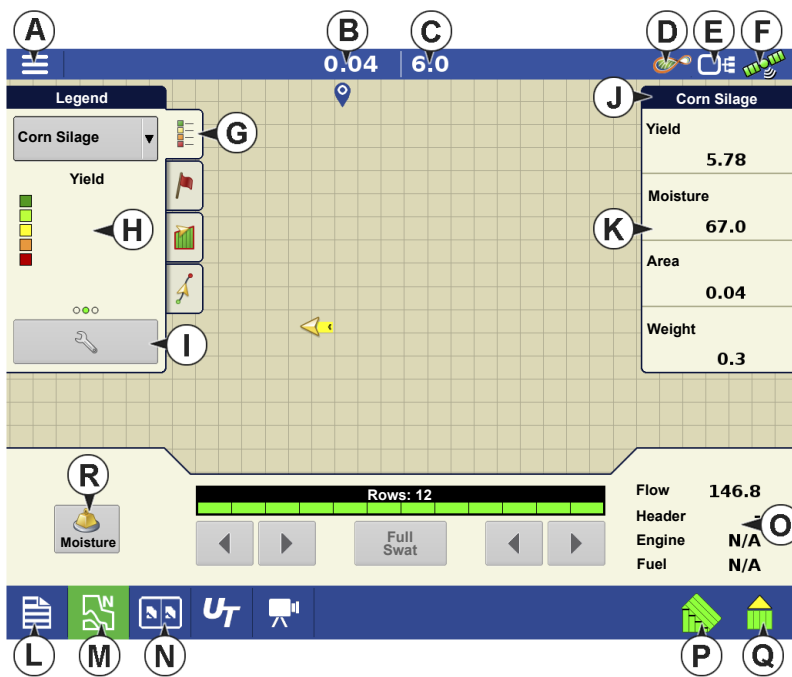 A B C D E F
0.04 6.0
Legend
Corn Silage
G
Yield
H
I
J Corn Silage
Yield
5.78
Moisture
K 67.0
Area
0.04
Weight
0.3
R
Moisture
Rows: 12
Full
Swat
Flow 146.8
Header -
O
Engine N/A
Fuel N/A
N
UT
L M N P Q